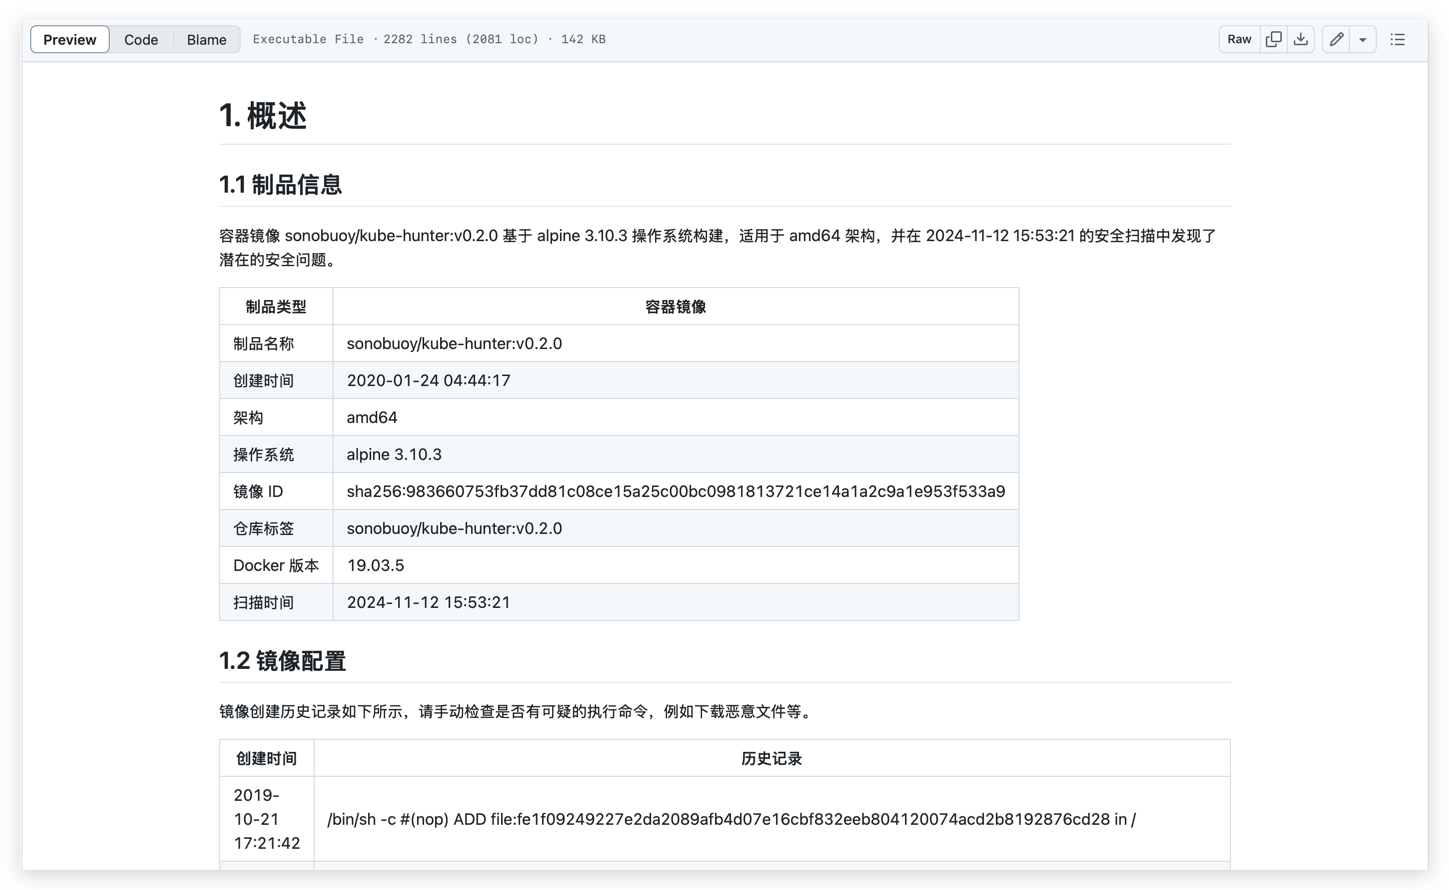 Preview Code Blame Executable File · 2282 lines (2081 loc) · 142 KB Raw
1. 概述
1.1 制品信息
容器镜像 sonobuoy/kube-hunter:v0.2.0 基于 alpine 3.10.3 操作系统构建，适用于 amd64 架构，并在 2024-11-12 15:53:21 的安全扫描中发现了
潜在的安全问题。
制品类型 容器镜像
制品名称 sonobuoy/kube-hunter:v0.2.0
创建时间 2020-01-24 04:44:17
架构 amd64
操作系统 alpine 3.10.3
镜像 ID sha256:983660753fb37dd81c08ce15a25c00bc0981813721ce14a1a2c9a1e953f533a9
仓库标签 sonobuoy/kube-hunter:v0.2.0
Docker 版本 19.03.5
扫描时间 2024-11-12 15:53:21
1.2 镜像配置
镜像创建历史记录如下所示，请手动检查是否有可疑的执行命令，例如下载恶意文件等。
创建时间 历史记录
2019-
10-21
17:21:42
/bin/sh -c #(nop) ADD file:fe1f09249227e2da2089afb4d07e16cbf832eeb804120074acd2b8192876cd28 in /